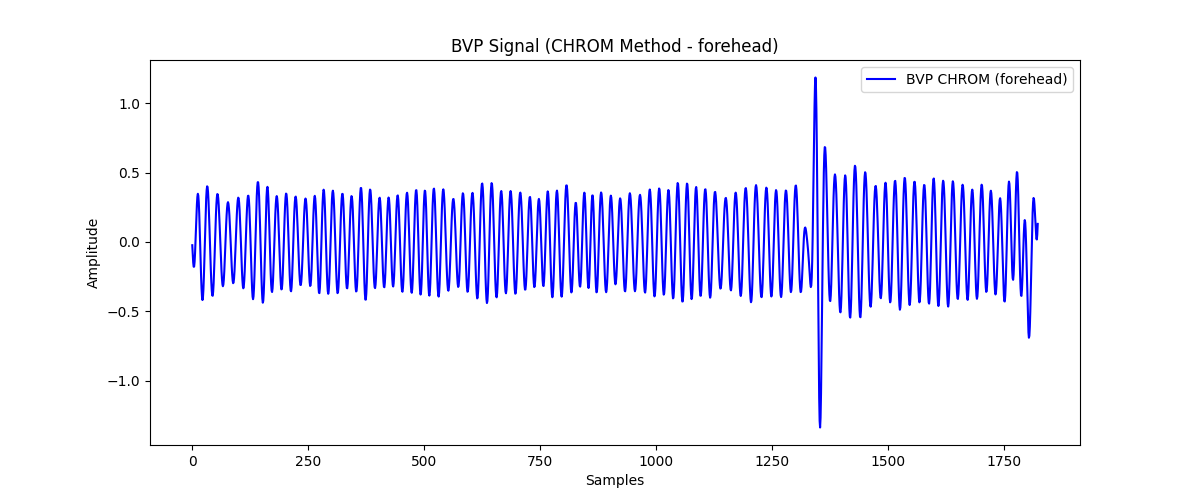 BVP Signal (CHROM Method - forehead)
BVP CHROM (forehead)
1.0
0.5
0.0
−0.5
−1.0
Amplitude
0 250 500 750 1000 1250 1500 1750
Samples